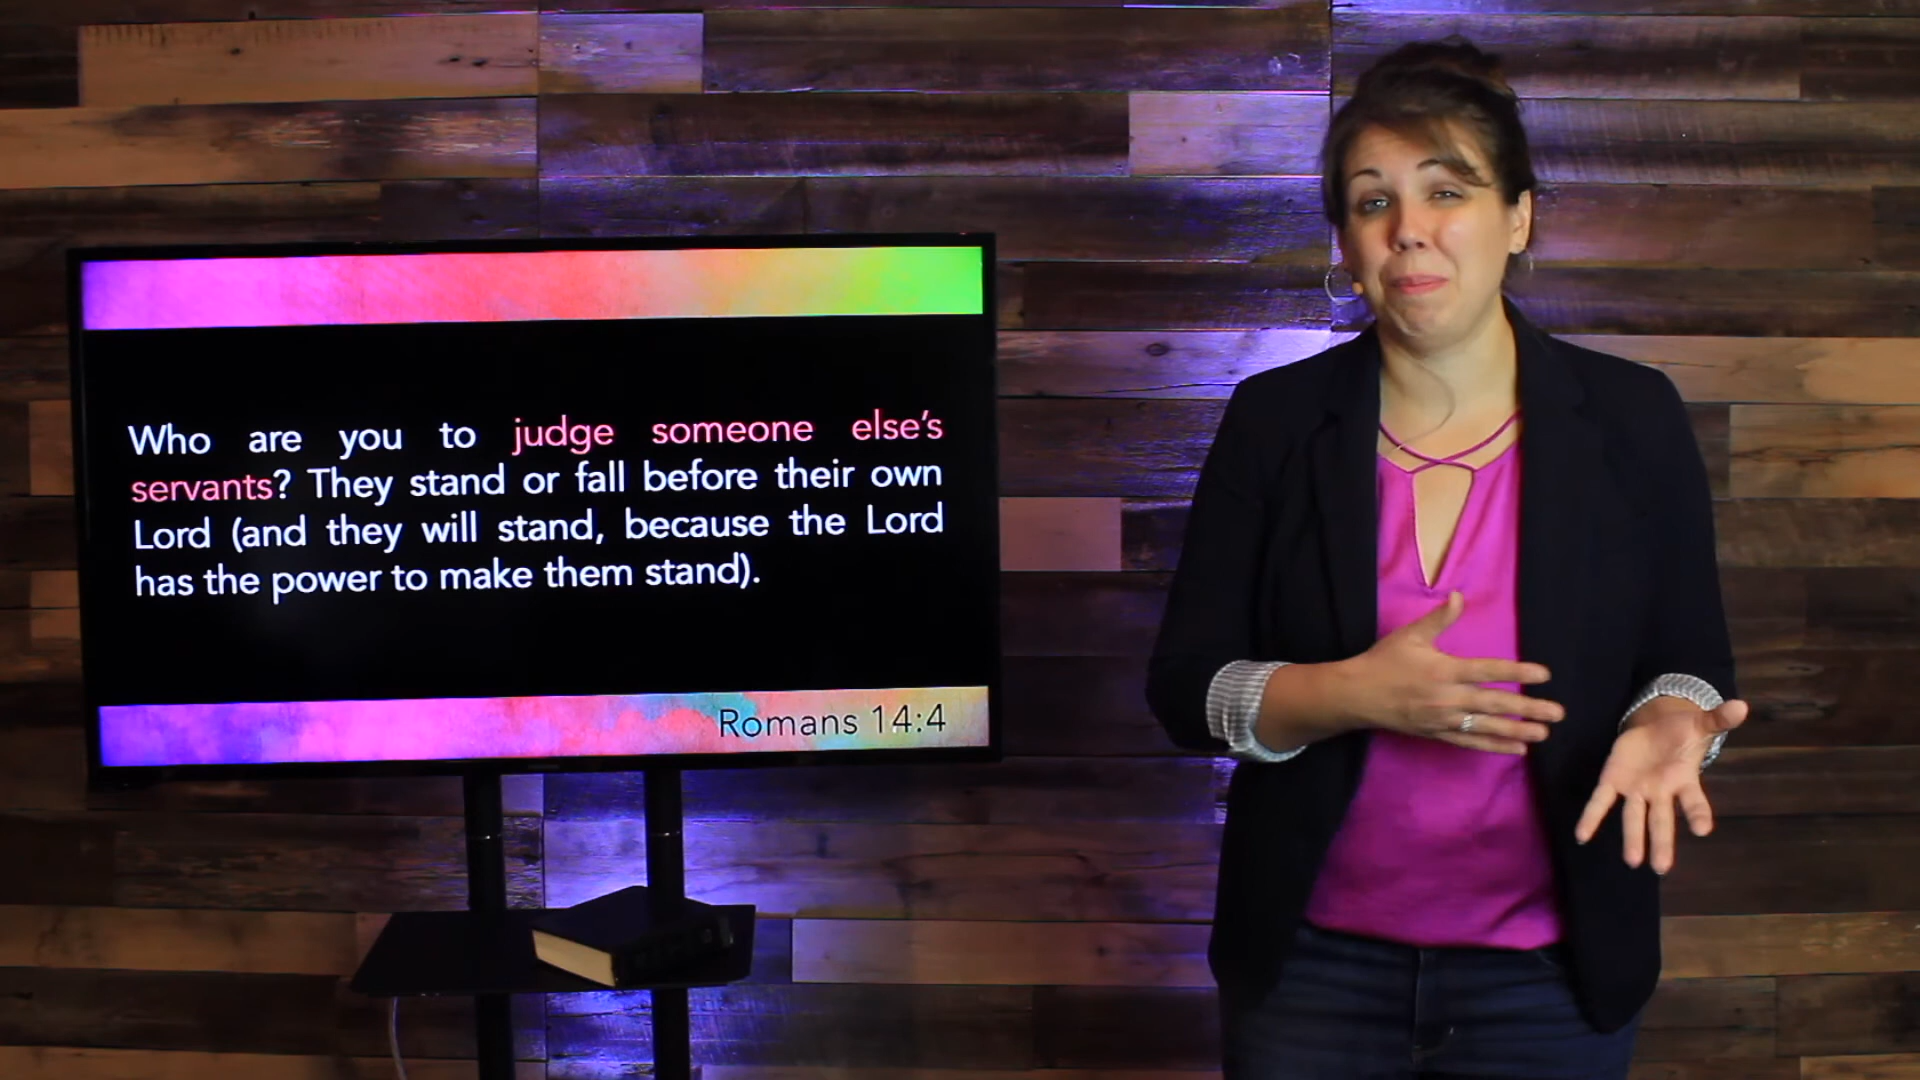 Who are you to judge someone else's
servants? They stand or fall before their own
Lord (and they will stand, because the Lord
has the power to make them stand).
Romans 14:4